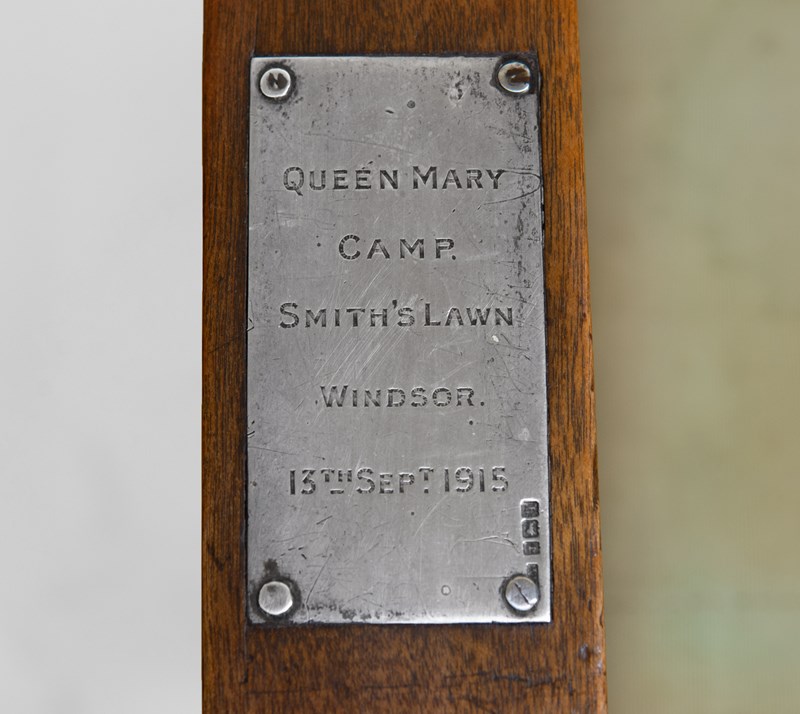 QUEEN MARY
CAMP.
SMITH'S LAWN
WINDSOR.
13TH SEPT. 1915